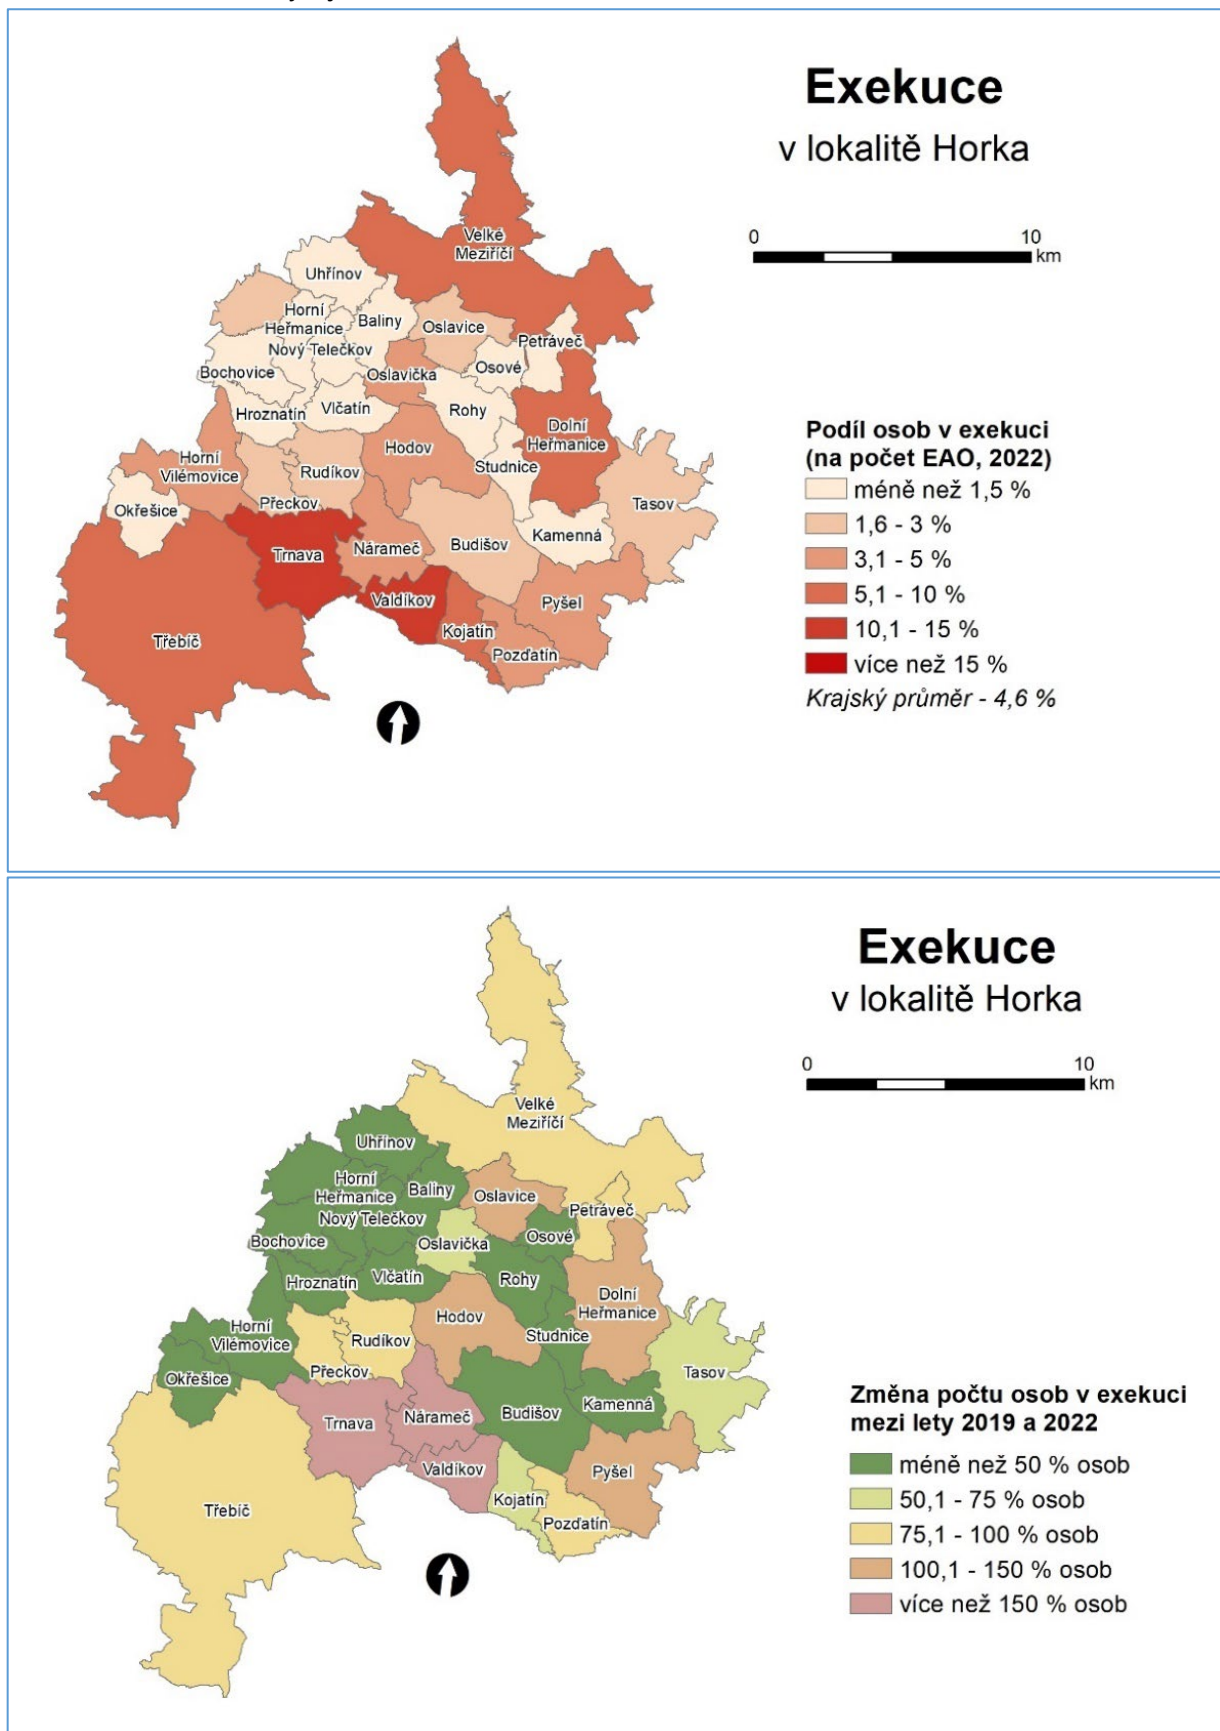 Exekuce
v lokalitě Horka
0 10
km
Velké
Meziříčí
Uhřínov
Horní
Heřmanice
Baliny
Oslavice
Petráveč
Nový Telečkov
Bochovice
Oslavička
Osové
Hroznatín
Vlčatín
Rohy
Dolní
Heřmanice
Hodov
Horní
Vilémovice
Rudíkov
Studnice
Přeckov
Tasov
Okřešice
Trnava
Nárameč
Budišov
Kamenná
Valdíkov
Pyšel
Kojatín
Třebíč
Pozďatín
Podíl osob v exekuci
(na počet EAO, 2022)
méně než 1,5 %
1,6 - 3 %
3,1 - 5 %
5,1 - 10 %
10,1 - 15 %
více než 15 %
Krajský průměr - 4,6 %
Exekuce
v lokalitě Horka
0 10
km
Velké
Meziříčí
Uhřínov
Horní
Heřmanice
Baliny
Oslavice
Petráveč
Nový Telečkov
Bochovice
Oslavička
Osové
Hroznatín
Vlčatín
Rohy
Dolní
Heřmanice
Hodov
Horní
Vilémovice
Rudíkov
Studnice
Přeckov
Tasov
Okřešice
Trnava
Nárameč
Budišov
Kamenná
Valdíkov
Pyšel
Kojatín
Třebíč
Pozďatín
Změna počtu osob v exekuci
mezi lety 2019 a 2022
méně než 50 % osob
50,1 - 75 % osob
75,1 - 100 % osob
100,1 - 150 % osob
více než 150 % osob